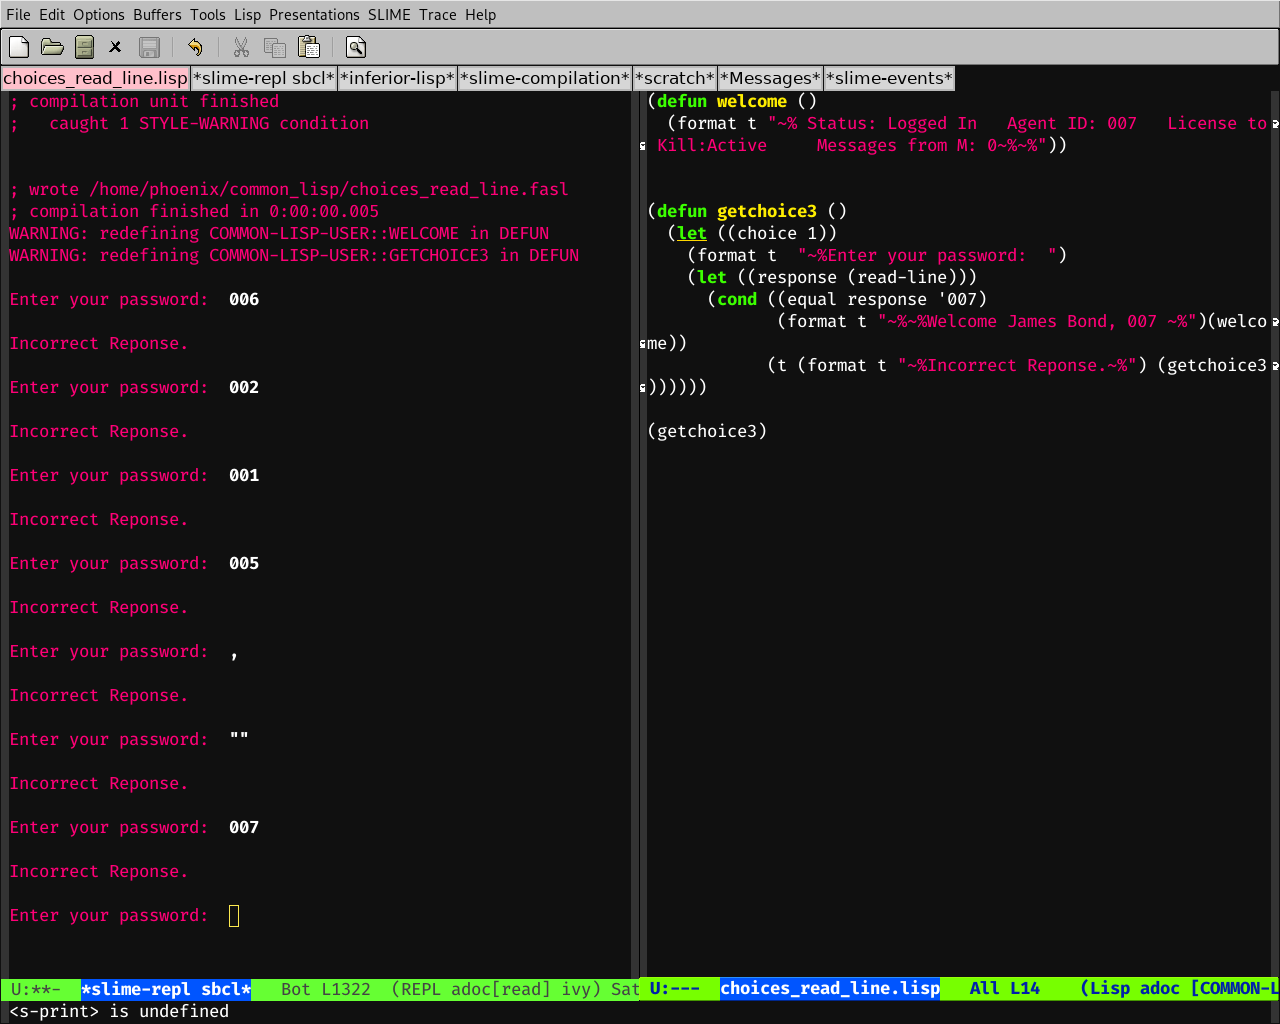 File Edit Options Buffers Tools Lisp Presentations SLIME Trace Help
choices_read_line.lisp *slime-repl sbcl* *inferior-lisp* *slime-compilation* *scratch* *Messages* *slime-events*
; compilation unit finished
;   caught 1 STYLE-WARNING condition
; wrote /home/phoenix/common_lisp/choices_read_line.fasl
; compilation finished in 0:00:00.005
WARNING: redefining COMMON-LISP-USER::WELCOME in DEFUN
WARNING: redefining COMMON-LISP-USER::GETCHOICE3 in DEFUN
Enter your password:  006
Incorrect Reponse.
Enter your password:  002
Incorrect Reponse.
Enter your password:  001
Incorrect Reponse.
Enter your password:  005
Incorrect Reponse.
Enter your password:  ,
Incorrect Reponse.
Enter your password:  ""
Incorrect Reponse.
Enter your password:  007
Incorrect Reponse.
Enter your password:
U:**-  *slime-repl sbcl*   Bot L1322  (REPL adoc[read] ivy) Sat
(defun welcome ()
  (format t "~% Status: Logged In   Agent ID: 007   License to
 Kill:Active     Messages from M: 0~%~%"))
(defun getchoice3 ()
  (let ((choice 1))
    (format t  "~%Enter your password:  ")
    (let ((response (read-line)))
      (cond ((equal response '007)
             (format t "~%~%Welcome James Bond, 007 ~%")(welco
me))
            (t (format t "~%Incorrect Reponse.~%") (getchoice3
))))))
(getchoice3)
U:---  choices_read_line.lisp   All L14    (Lisp adoc [COMMON-L
<s-print> is undefined